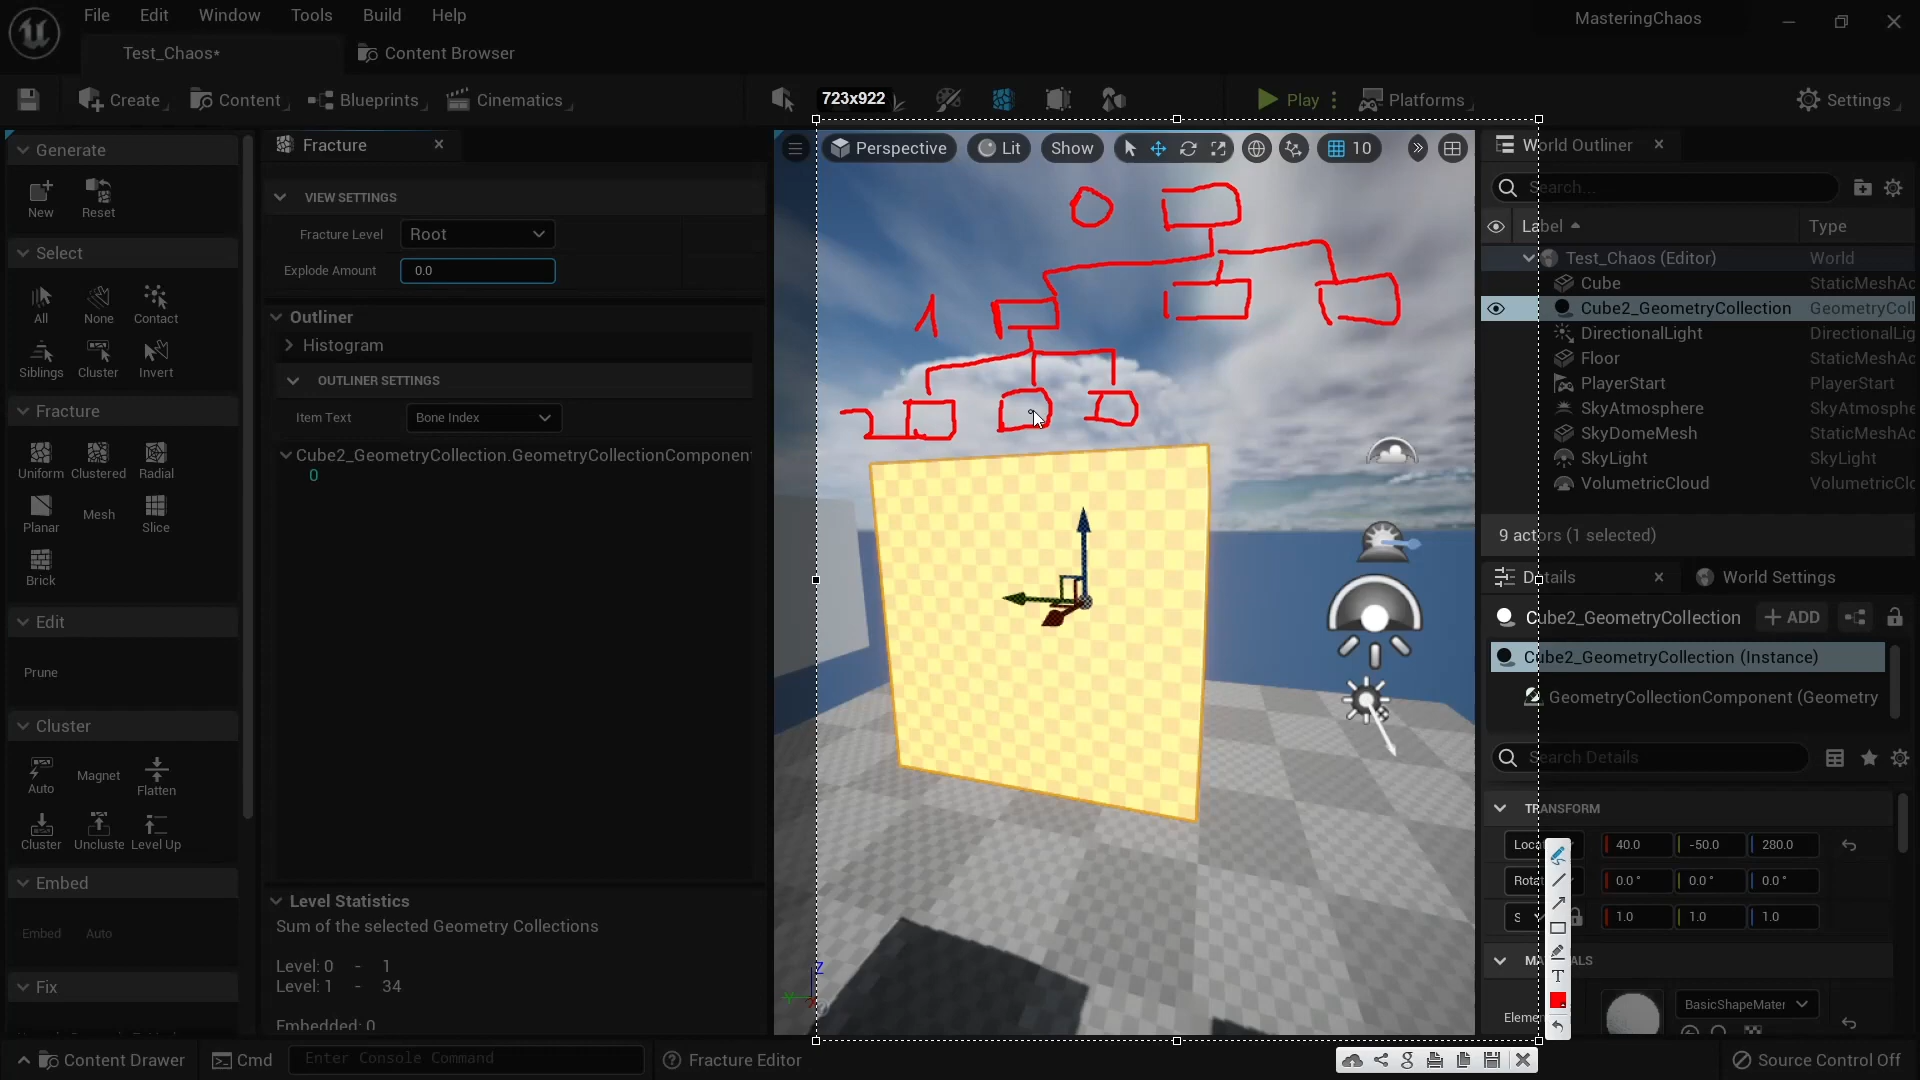 File Edit Window Tools Build Help
MasteringChaos
Test_Chaos*
Content Browser
Create
Content
Blueprints
Cinematics
723x922
Play
Platforms
Settings
Generate
New Reset
Select
All None Contact
Siblings Cluster Invert
Fracture
Uniform Clustered Radial
Planar Mesh Slice
Brick
Edit
Prune
Cluster
Auto Magnet Flatten
Cluster Uncluste Level Up
Embed
Embed Auto
Fix
Fracture
VIEW SETTINGS
Fracture Level Root
Explode Amount 0.0
Outliner
Histogram
OUTLINER SETTINGS
Item Text Bone Index
Cube2_GeometryCollection.GeometryCollectionComponent
0
Level Statistics
Sum of the selected Geometry Collections
Level: 0 - 1
Level: 1 - 34
Embedded: 0
Perspective Lit Show 10
0
1
2
Z
World Outliner
Search...
Label Type
Test_Chaos (Editor) World
Cube StaticMeshAc
Cube2_GeometryCollection GeometryColl
DirectionalLight DirectionalLig
Floor StaticMeshAc
PlayerStart PlayerStart
SkyAtmosphere SkyAtmosphe
SkyDomeMesh StaticMeshAc
SkyLight SkyLight
VolumetricCloud VolumetricClo
9 actors (1 selected)
Details
World Settings
Cube2_GeometryCollection
ADD
Cube2_GeometryCollection (Instance)
GeometryCollectionComponent (Geometry
Search Details
TRANSFORM
Loca 40.0 -50.0 280.0
Rota 0.0° 0.0° 0.0°
S 1.0 1.0 1.0
M ALS
BasicShapeMater
Eleme
T
g
Content Drawer
Cmd
Enter Console Command
Fracture Editor
Source Control Off